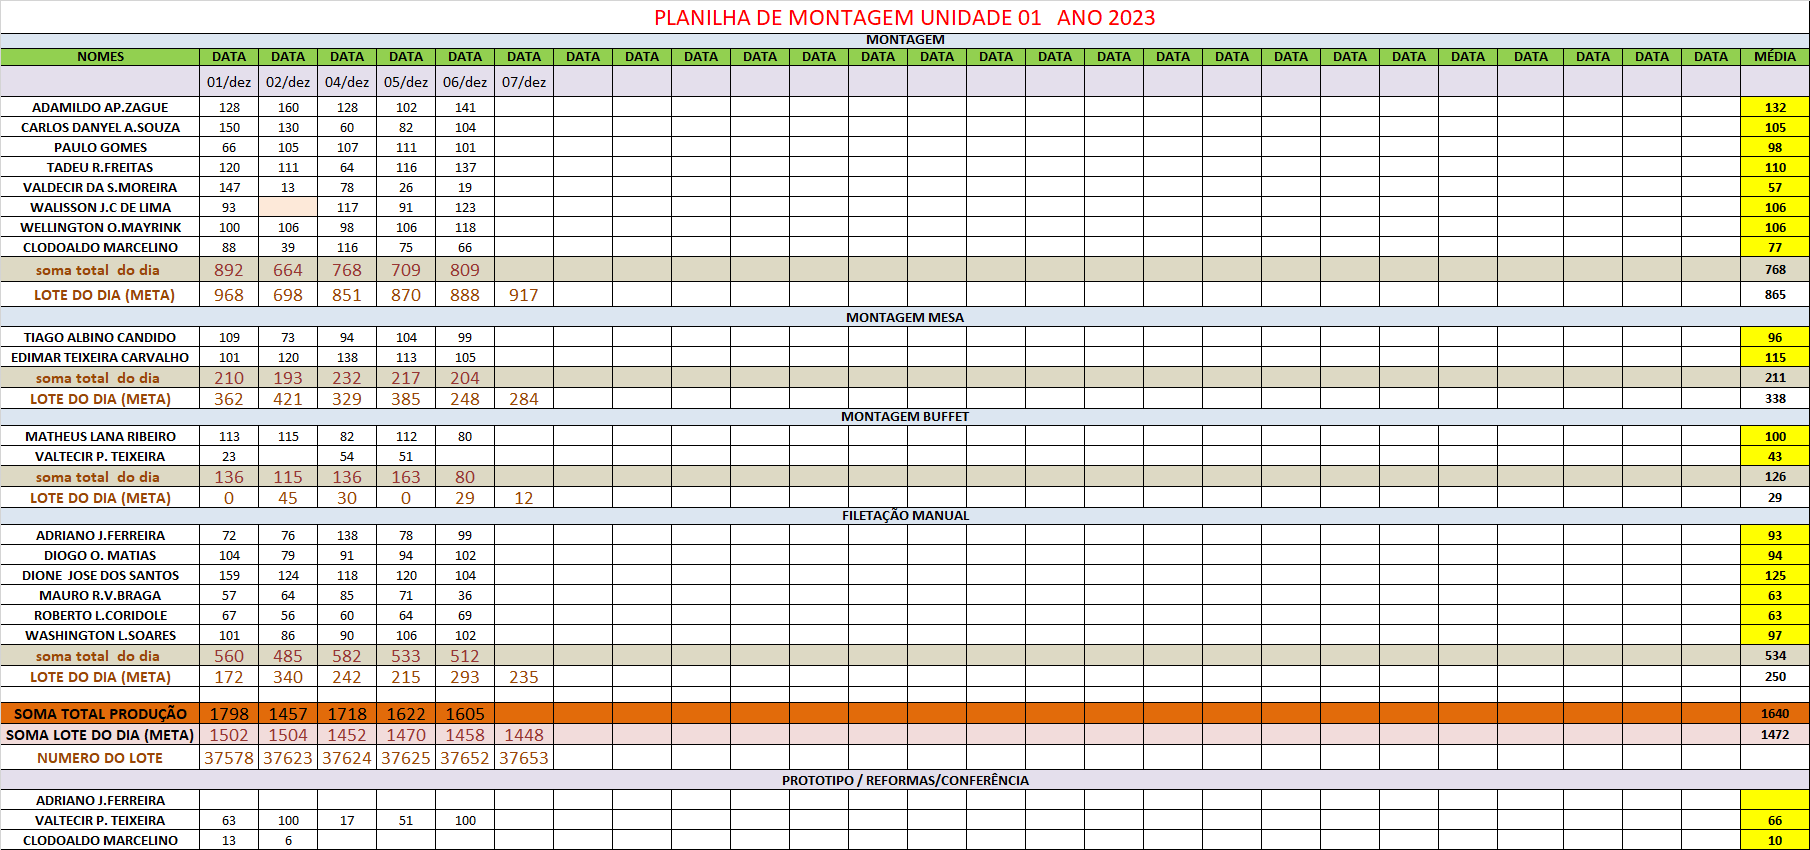 PLANILHA DE MONTAGEM UNIDADE 01 ANO 2023
MONTAGEM
NOMES DATA DATA DATA DATA DATA DATA DATA DATA DATA DATA DATA DATA DATA DATA DATA DATA DATA DATA DATA DATA DATA DATA DATA DATA DATA DATA MÉDIA
01/dez 02/dez 04/dez 05/dez 06/dez 07/dez
ADAMILDO AP.ZAGUE 128 160 128 102 141 132
CARLOS DANYEL A.SOUZA 150 130 60 82 104 105
PAULO GOMES 66 105 107 111 101 98
TADEU R.FREITAS 120 111 64 116 137 110
VALDECIR DA S.MOREIRA 147 13 78 26 19 57
WALISSON J.C DE LIMA 93 117 91 123 106
WELLINGTON O.MAYRINK 100 106 98 106 118 106
CLODOALDO MARCELINO 88 39 116 75 66 77
soma total do dia 892 664 768 709 809 768
LOTE DO DIA (META) 968 698 851 870 888 917 865
MONTAGEM MESA
TIAGO ALBINO CANDIDO 109 73 94 104 99 96
EDIMAR TEIXEIRA CARVALHO 101 120 138 113 105 115
soma total do dia 210 193 232 217 204 211
LOTE DO DIA (META) 362 421 329 385 248 284 338
MONTAGEM BUFFET
MATHEUS LANA RIBEIRO 113 115 82 112 80 100
VALTECIR P. TEIXEIRA 23 54 51 43
soma total do dia 136 115 136 163 80 126
LOTE DO DIA (META) 0 45 30 0 29 12 29
FILETAÇÃO MANUAL
ADRIANO J.FERREIRA 72 76 138 78 99 93
DIOGO O. MATIAS 104 79 91 94 102 94
DIONE JOSE DOS SANTOS 159 124 118 120 104 125
MAURO R.V.BRAGA 57 64 85 71 36 63
ROBERTO L.CORIDOLE 67 56 60 64 69 63
WASHINGTON L.SOARES 101 86 90 106 102 97
soma total do dia 560 485 582 533 512 534
LOTE DO DIA (META) 172 340 242 215 293 235 250
SOMA TOTAL PRODUÇÃO 1798 1457 1718 1622 1605 1640
SOMA LOTE DO DIA (META) 1502 1504 1452 1470 1458 1448 1472
NUMERO DO LOTE 37578 37623 37624 37625 37652 37653
PROTOTIPO / REFORMAS/CONFERÊNCIA
ADRIANO J.FERREIRA
VALTECIR P. TEIXEIRA 63 100 17 51 100 66
CLODOALDO MARCELINO 13 6 10